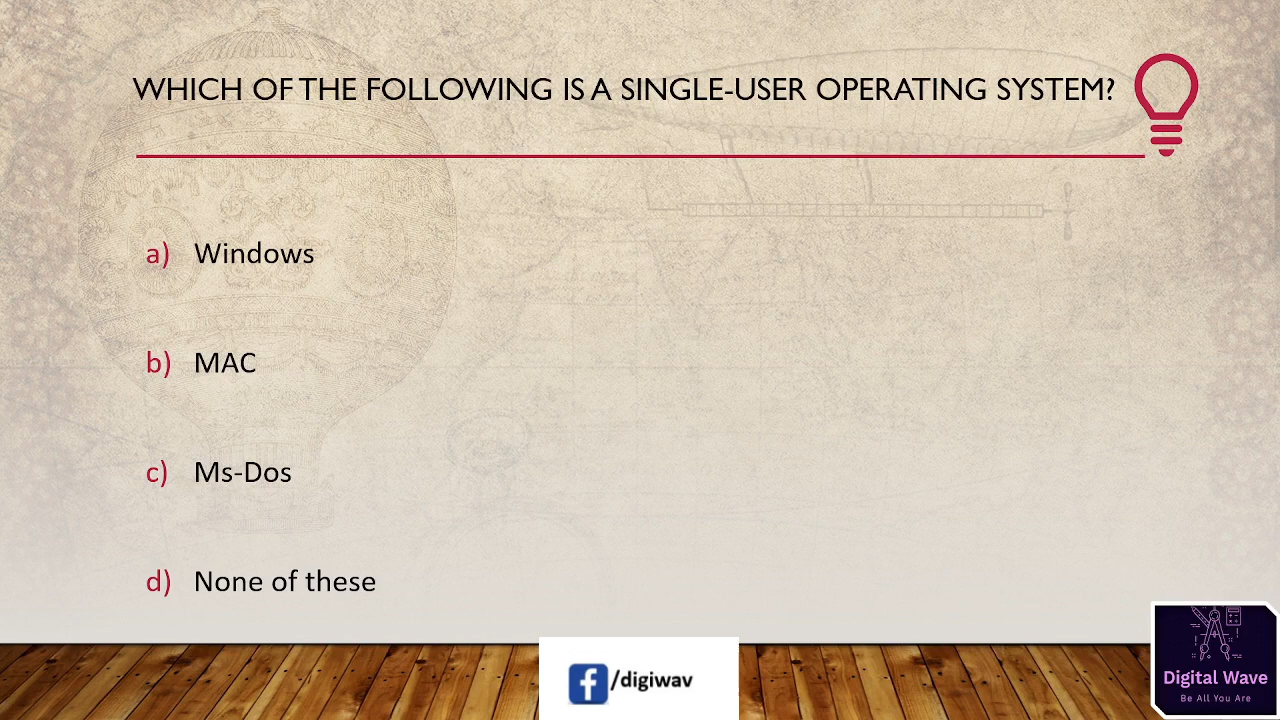 WHICH OF THE FOLLOWING IS A SINGLE-USER OPERATING SYSTEM?
a) Windows
b) MAC
c) Ms-Dos
d) None of these
f/digiwav
Digital Wave
Be All You Are